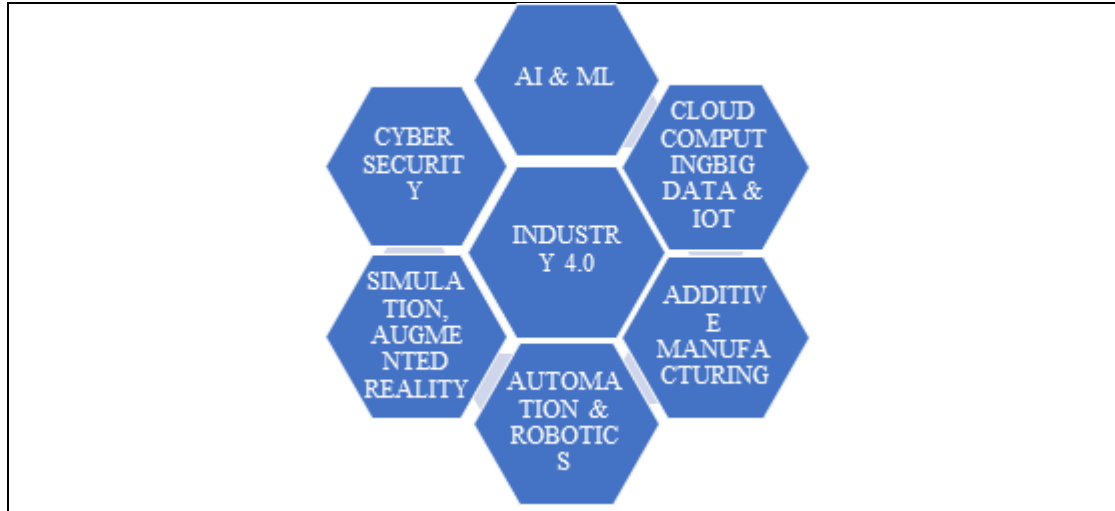 AI & ML
CLOUD
COMPUT
INGBIG
DATA &
IOT
CYBER
SECURIT
Y
INDUSTR
Y 4.0
ADDITIV
E
MANUFA
CTURING
SIMULA
TION,
AUGME
NTED
REALITY
AUTOMA
TION &
ROBOTIC
S